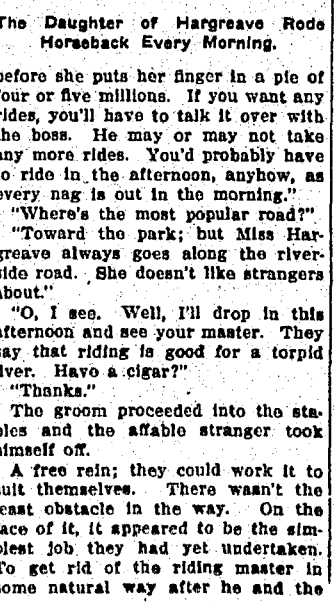 The Daughter of Hargreave Rode
Horseback Every Morning.
before she puts her finger in a pie of
four or five millions. If you want any
rides, you'll have to talk it over with
the boss. He may or may not take
any more rides. You'd probably have
to ride in the afternoon, anyhow, as
every nag is out in the morning."
"Where's the most popular road?"
"Toward the park; but Miss Har-
greave always goes along the river-
side road. She doesn't like strangers
about."
"O, I see. Well, I'll drop in this
afternoon and see your master. They
say that riding is good for a torpid
liver. Have a cigar?"
"Thanks."
The groom proceeded into the sta-
bles and the affable stranger took
himself off.
A free rein; they could work it to
suit themselves. There wasn't the
least obstacle in the way. On the
face of it, it appeared to be the sim-
plest job they had yet undertaken.
To get rid of the riding master in
some natural way after he and the